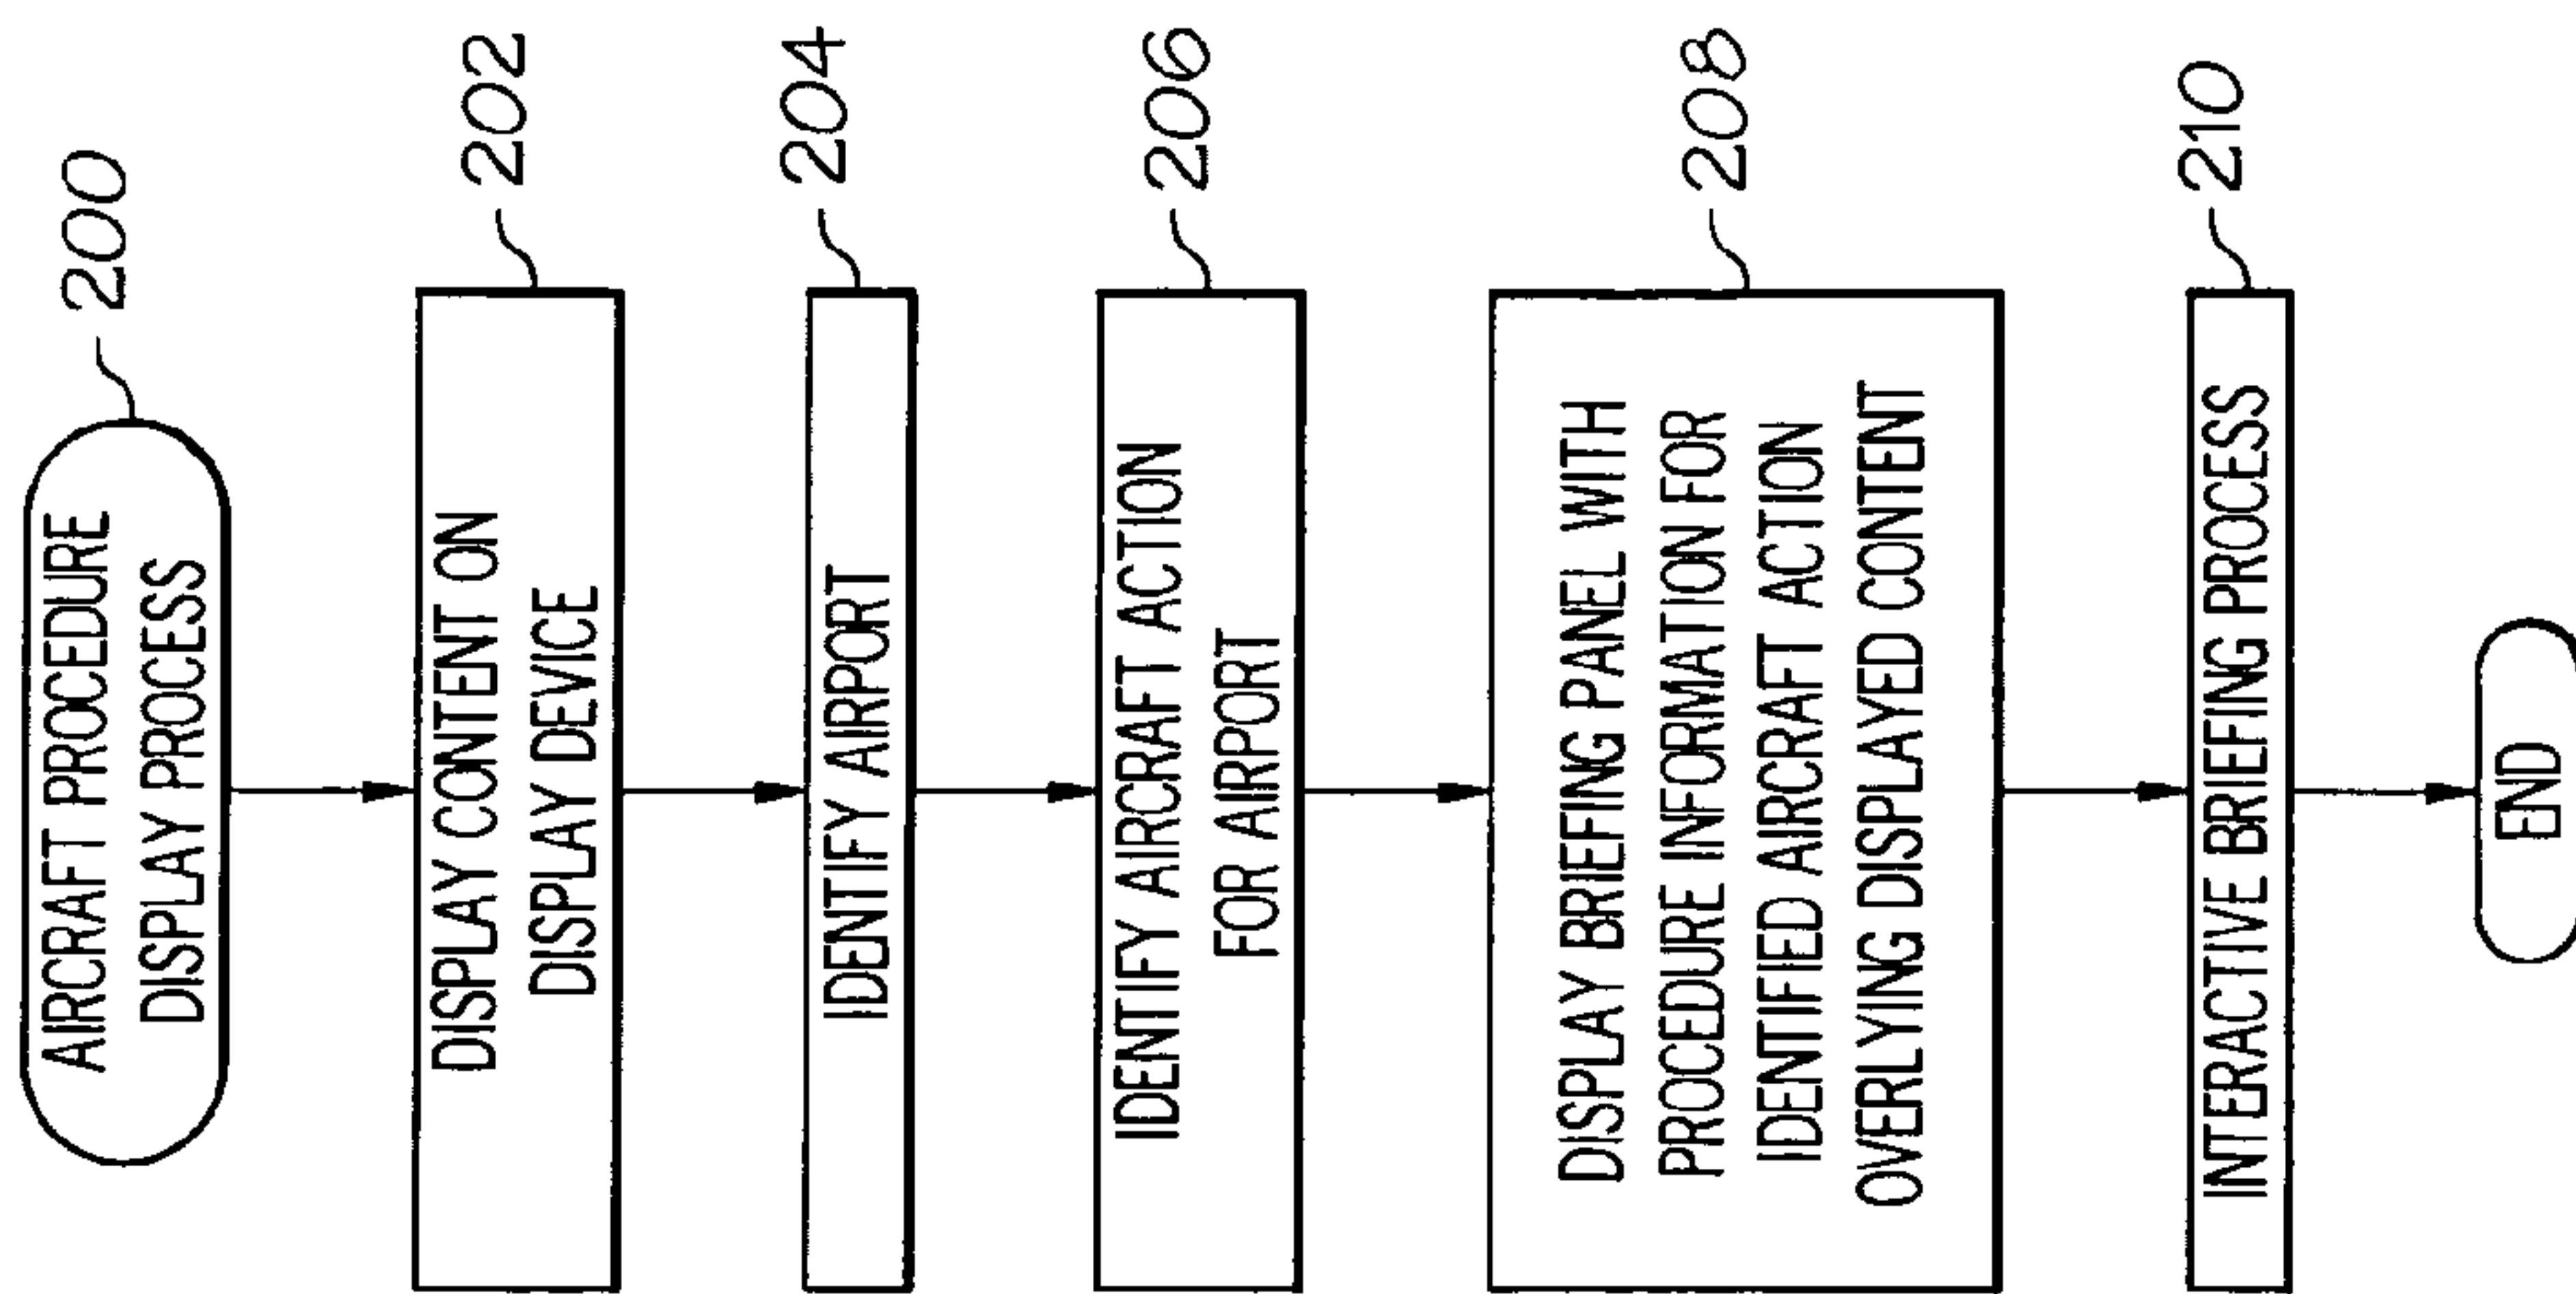 AIRCRAFT PROCEDURE
DISPLAY PROCESS
200
DISPLAY CONTENT ON
DISPLAY DEVICE
202
IDENTIFY AIRPORT
204
IDENTIFY AIRCRAFT ACTION
FOR AIRPORT
206
DISPLAY BRIEFING PANEL WITH
PROCEDURE INFORMATION FOR
IDENTIFIED AIRCRAFT ACTION
OVERLYING DISPLAYED CONTENT
208
INTERACTIVE BRIEFING PROCESS
210
END